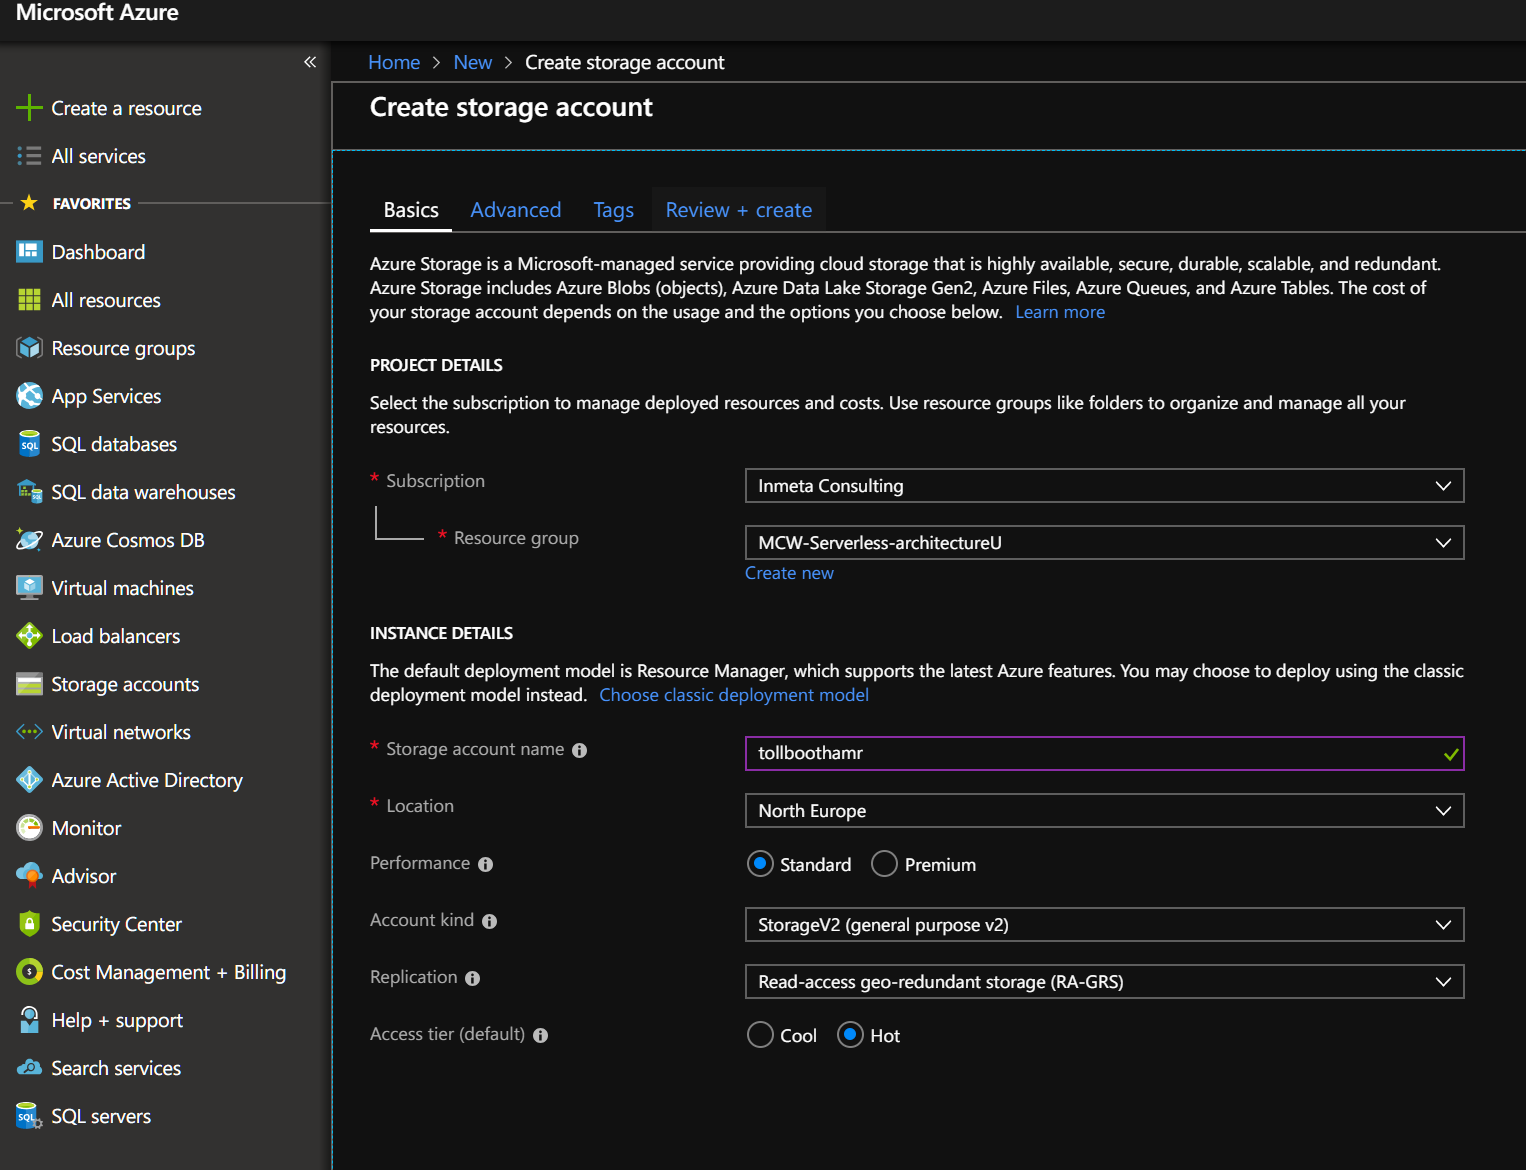 Microsoft Azure
«
Create a resource
All services
FAVORITES
Dashboard
All resources
Resource groups
App Services
SQL databases
SQL data warehouses
Azure Cosmos DB
Virtual machines
Load balancers
Storage accounts
Virtual networks
Azure Active Directory
Monitor
Advisor
Security Center
Cost Management + Billing
Help + support
Search services
SQL servers
Home > New > Create storage account
Create storage account
Basics Advanced Tags Review + create
Azure Storage is a Microsoft-managed service providing cloud storage that is highly available, secure, durable, scalable, and redundant.
Azure Storage includes Azure Blobs (objects), Azure Data Lake Storage Gen2, Azure Files, Azure Queues, and Azure Tables. The cost of
your storage account depends on the usage and the options you choose below. Learn more
PROJECT DETAILS
Select the subscription to manage deployed resources and costs. Use resource groups like folders to organize and manage all your
resources.
* Subscription Inmeta Consulting
* Resource group MCW-Serverless-architectureU
Create new
INSTANCE DETAILS
The default deployment model is Resource Manager, which supports the latest Azure features. You may choose to deploy using the classic
deployment model instead. Choose classic deployment model
* Storage account name tollboothamr
* Location North Europe
Performance Standard Premium
Account kind StorageV2 (general purpose v2)
Replication Read-access geo-redundant storage (RA-GRS)
Access tier (default) Cool Hot